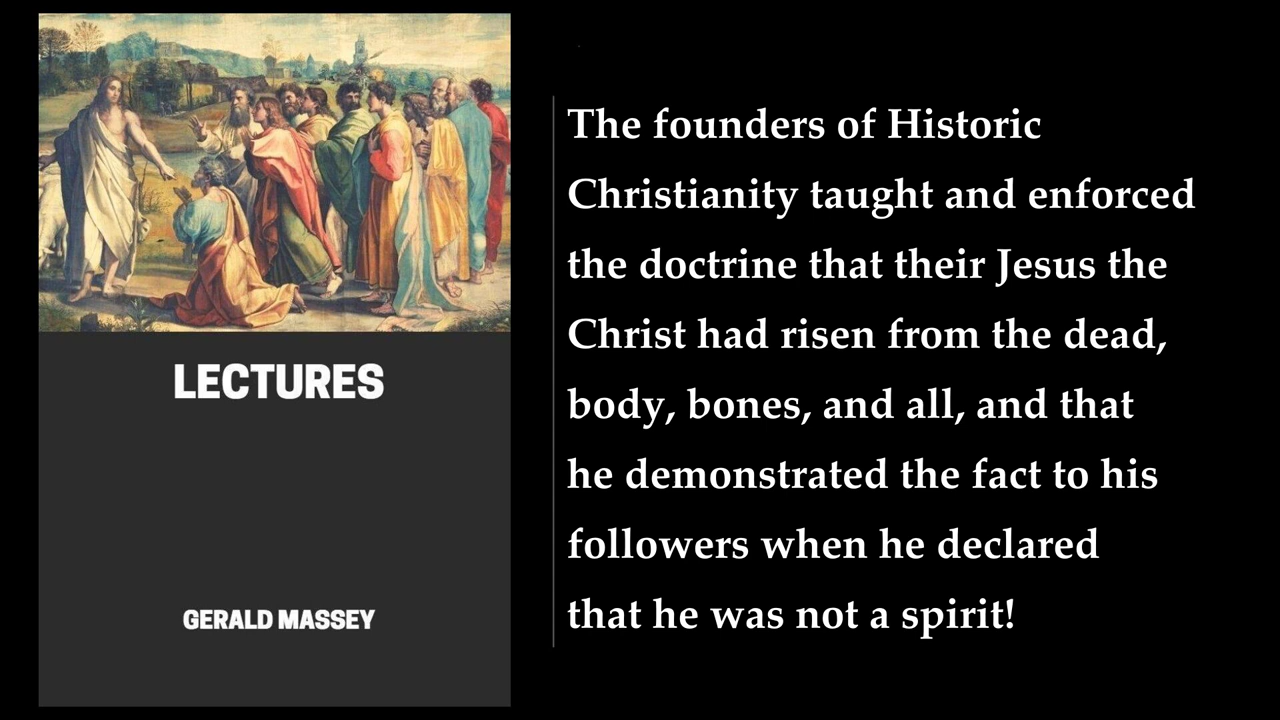 LECTURES
GERALD MASSEY
The founders of Historic
Christianity taught and enforced
the doctrine that their Jesus the
Christ had risen from the dead,
body, bones, and all, and that
he demonstrated the fact to his
followers when he declared
that he was not a spirit!